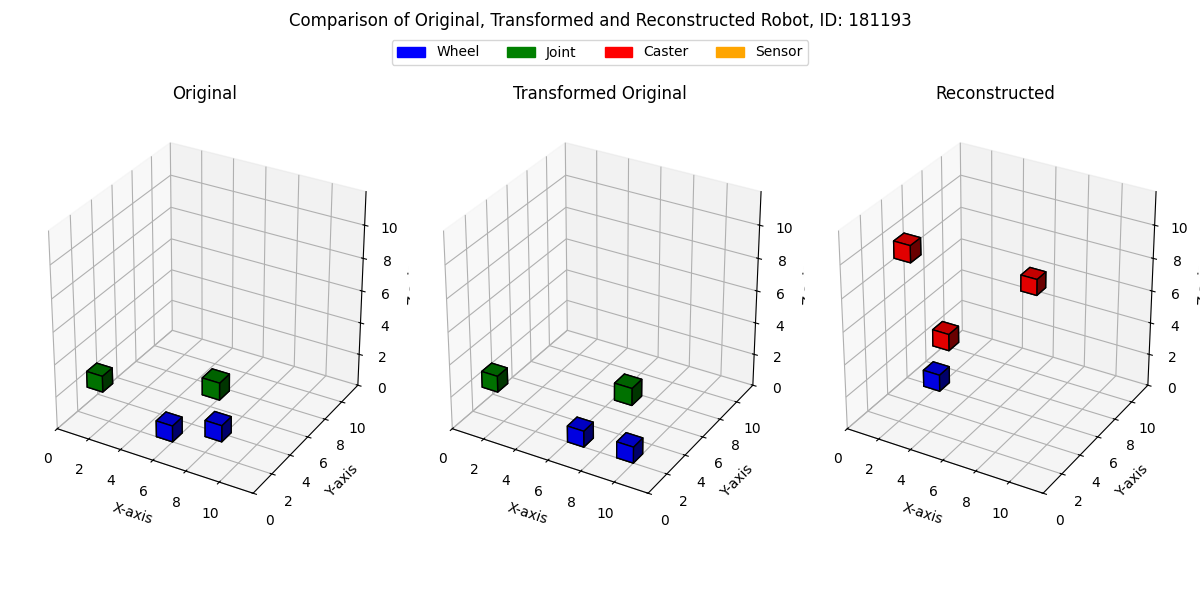 Comparison of Original, Transformed and Reconstructed Robot, ID: 181193
Wheel Joint Caster Sensor
Original Transformed Original Reconstructed
10 10 10
8 8 8
6 6 6
4 4 4
2 2 2
0 0 0
0 2 4 6 8 10 0 2 4 6 8 10 0 2 4 6 8 10
0 2 4 6 8 10 0 2 4 6 8 10 0 2 4 6 8 10
X-axis Y-axis X-axis Y-axis X-axis Y-axis